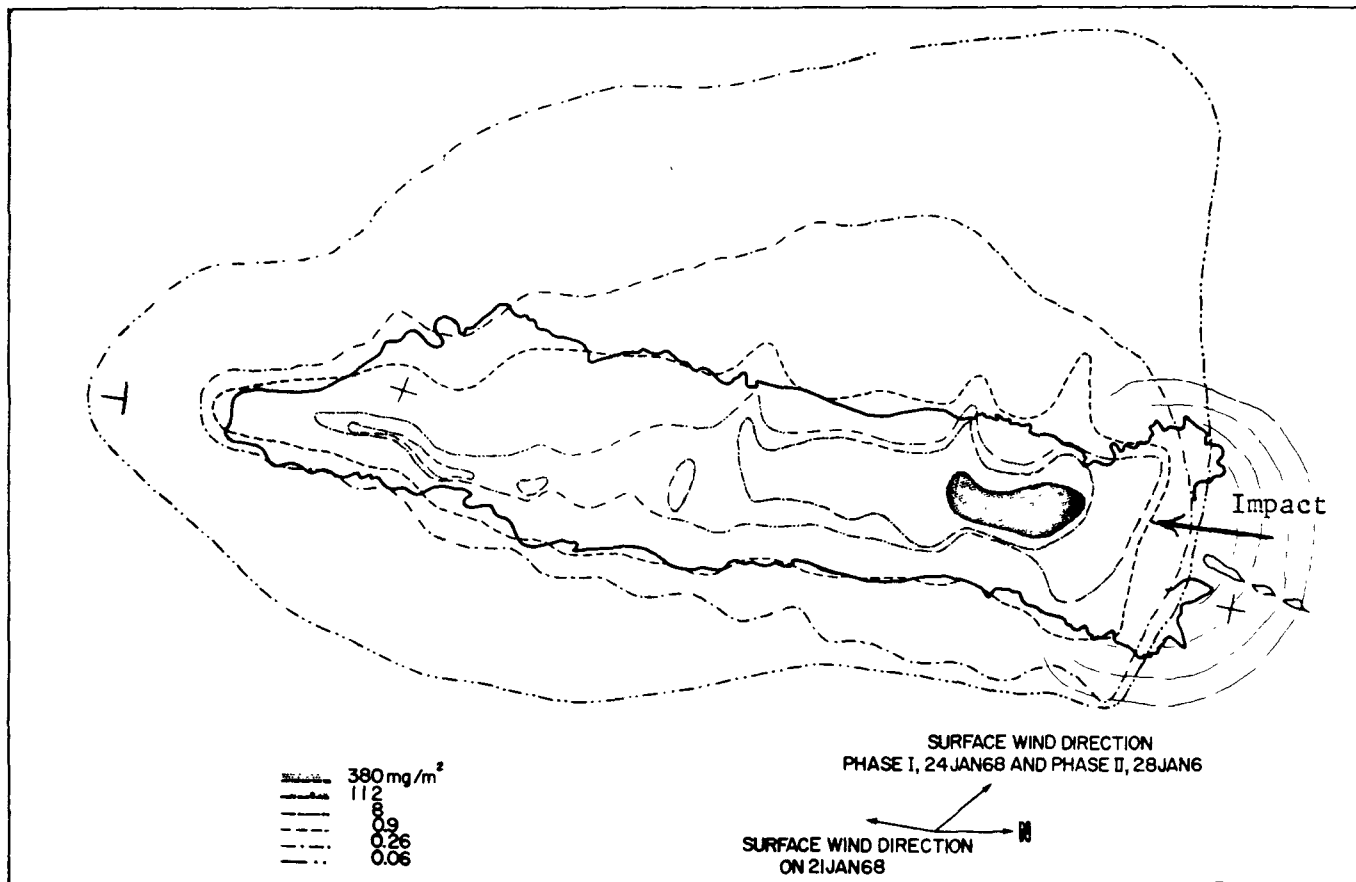 Impact
SURFACE WIND DIRECTION
PHASE I, 24 JAN68 AND PHASE II, 28JAN6
380 mg/m²
112
8
0.9
0.26
0.06
N
SURFACE WIND DIRECTION
ON 21JAN68